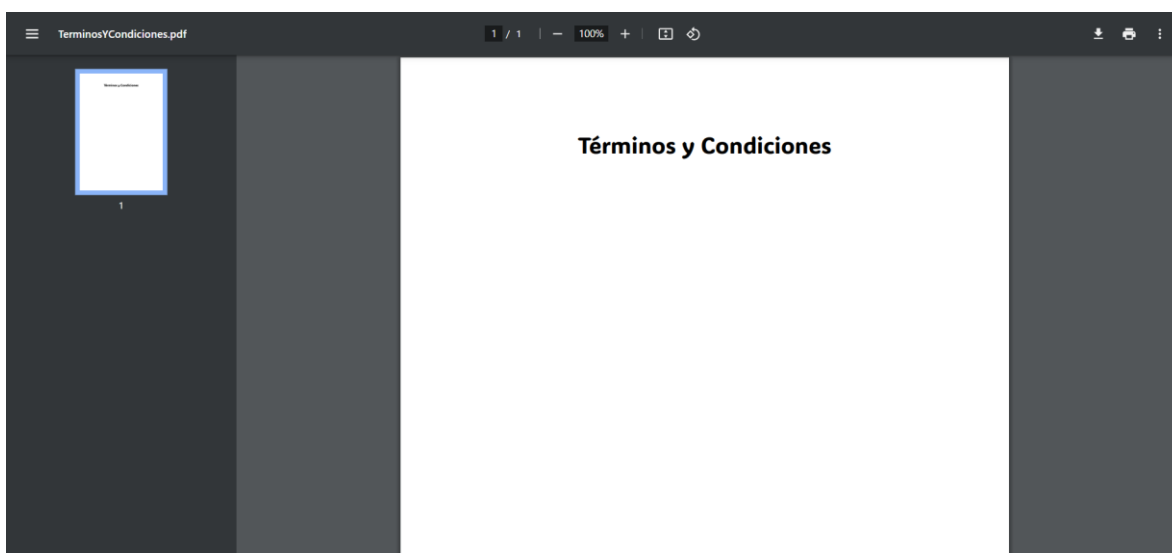 TerminosYCondiciones.pdf
1 / 1
100%
Términos y Condiciones
1